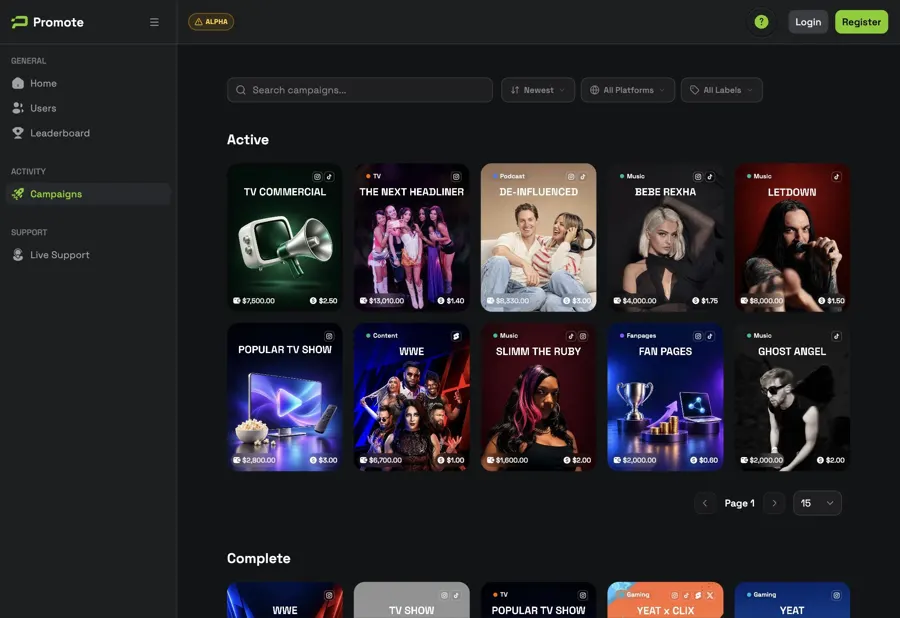 Promote
ALPHA
?
Login
Register
GENERAL
Home
Users
Leaderboard
ACTIVITY
Campaigns
SUPPORT
Live Support
Search campaigns...
Newest
All Platforms
All Labels
Active
TV COMMERCIAL
$7,500.00
$2.50
TV
THE NEXT HEADLINER
$13,010.00
$1.40
Podcast
DE-INFLUENCED
$8,330.00
$3.00
Music
BEBE REXHA
$4,000.00
$1.75
Music
LETDOWN
$8,000.00
$1.50
POPULAR TV SHOW
$2,800.00
$3.00
Content
WWE
$6,700.00
$1.00
Music
SLIMM THE RUBY
$1,600.00
$2.00
Fanpages
FAN PAGES
$2,000.00
$0.60
Music
GHOST ANGEL
$2,000.00
$2.00
Page 1
15
Complete
WWE
TV SHOW
TV
POPULAR TV SHOW
Gaming
YEAT x CLIX
Gaming
YEAT